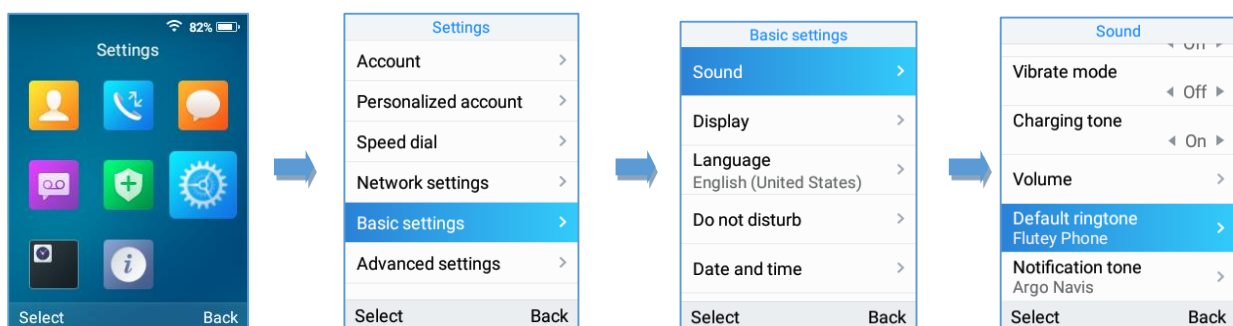 82%
Settings
Select Back
Settings
Account
Personalized account
Speed dial
Network settings
Basic settings
Advanced settings
Select Back
Basic settings
Sound
Display
Language
English (United States)
Do not disturb
Date and time
Select Back
Sound
Vibrate mode
Off
Charging tone
On
Volume
Default ringtone
Flutey Phone
Notification tone
Argo Navis
Select Back